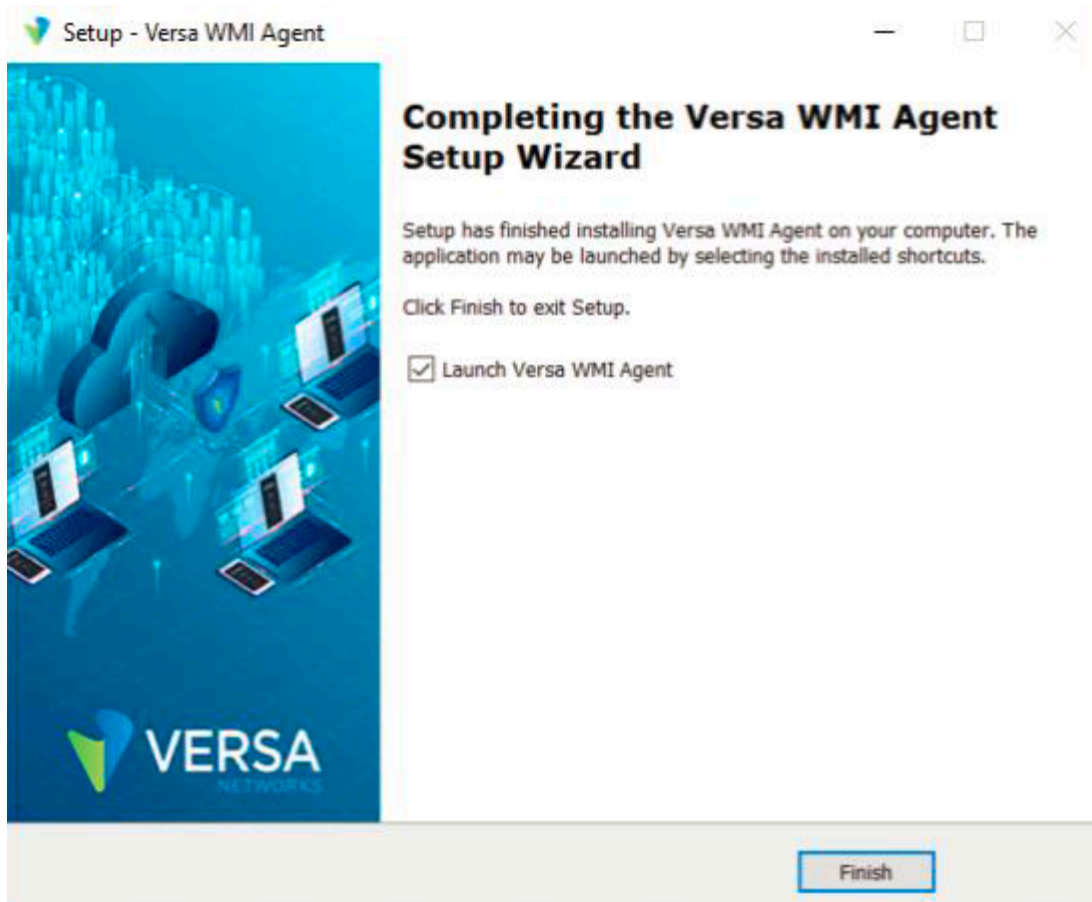 Setup - Versa WMI Agent
Completing the Versa WMI Agent
Setup Wizard
Setup has finished installing Versa WMI Agent on your computer. The
application may be launched by selecting the installed shortcuts.
Click Finish to exit Setup.
Launch Versa WMI Agent
VERSA
NETWORKS
Finish